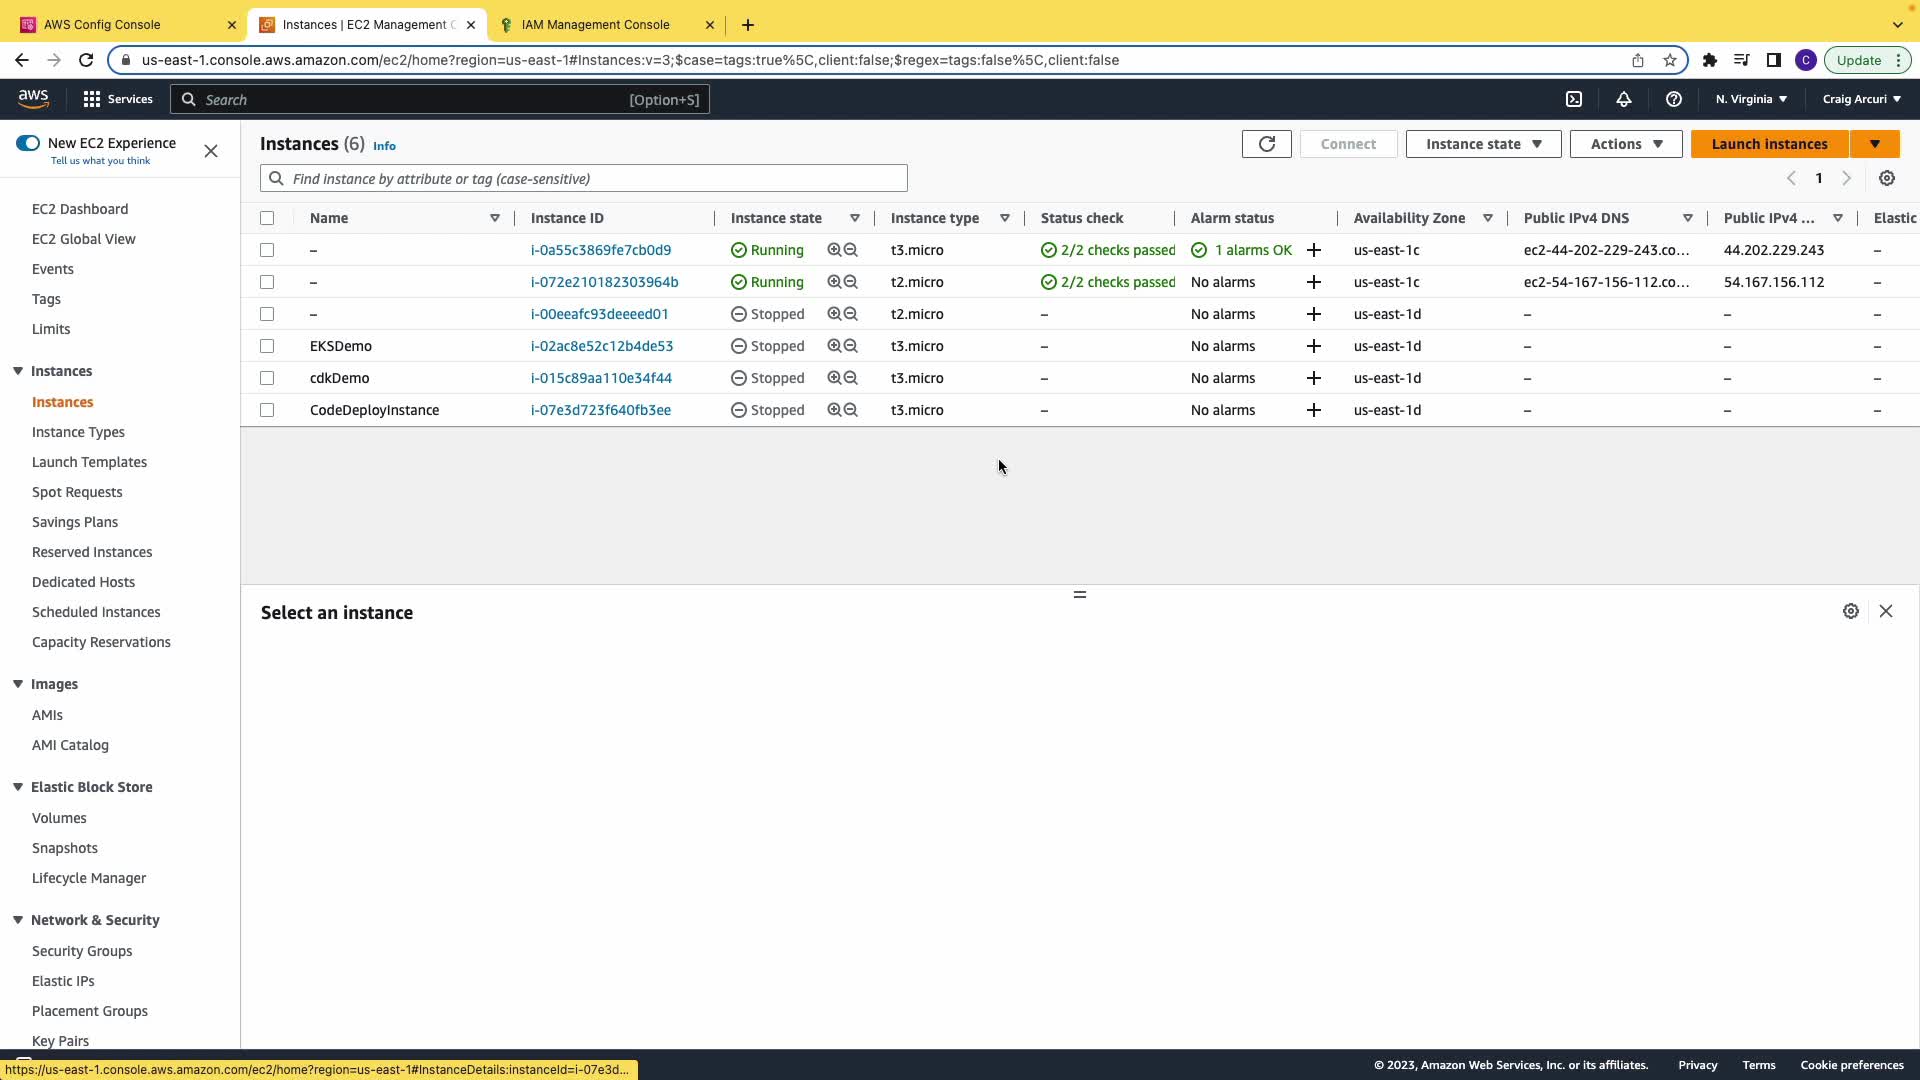 AWS Config Console
Instances | EC2 Management C
IAM Management Console
us-east-1.console.aws.amazon.com/ec2/home?region=us-east-1#Instances:v=3;$case=tags:true%5C,client:false;$regex=tags:false%5C,client:false
C
Update
aws
Services
Search
[Option+S]
N. Virginia
Craig Arcuri
New EC2 Experience
Tell us what you think
EC2 Dashboard
EC2 Global View
Events
Tags
Limits
Instances
Instances
Instance Types
Launch Templates
Spot Requests
Savings Plans
Reserved Instances
Dedicated Hosts
Scheduled Instances
Capacity Reservations
Images
AMIs
AMI Catalog
Elastic Block Store
Volumes
Snapshots
Lifecycle Manager
Network & Security
Security Groups
Elastic IPs
Placement Groups
Key Pairs
Instances (6) Info
Connect
Instance state
Actions
Launch instances
Find instance by attribute or tag (case-sensitive)
1
Name Instance ID Instance state Instance type Status check Alarm status Availability Zone Public IPv4 DNS Public IPv4 ... Elastic
– i-0a55c3869fe7cb0d9 Running t3.micro 2/2 checks passed 1 alarms OK + us-east-1c ec2-44-202-229-243.co... 44.202.229.243 –
– i-072e210182303964b Running t2.micro 2/2 checks passed No alarms + us-east-1c ec2-54-167-156-112.co... 54.167.156.112 –
– i-00eeafc93deeeed01 Stopped t2.micro – No alarms + us-east-1d – – –
EKSDemo i-02ac8e52c12b4de53 Stopped t3.micro – No alarms + us-east-1d – – –
cdkDemo i-015c89aa110e34f44 Stopped t3.micro – No alarms + us-east-1d – – –
CodeDeployInstance i-07e3d723f640fb3ee Stopped t3.micro – No alarms + us-east-1d – – –
Select an instance
https://us-east-1.console.aws.amazon.com/ec2/home?region=us-east-1#InstanceDetails:instanceId=i-07e3d...
© 2023, Amazon Web Services, Inc. or its affiliates.
Privacy
Terms
Cookie preferences